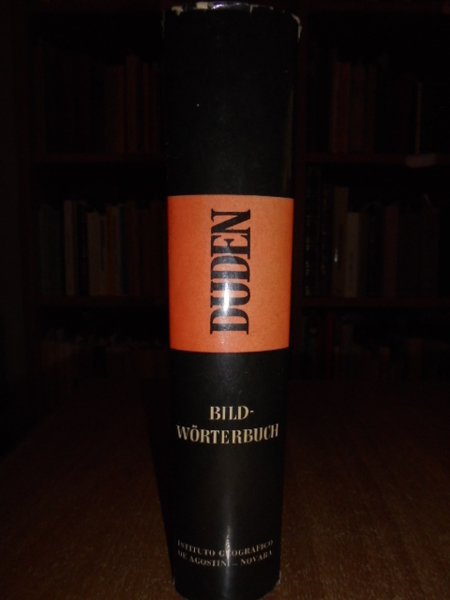 DUDEN
BILD-
WÖRTERBUCH
ISTITUTO GEOGRAFICO
DE AGOSTINI - NOVARA